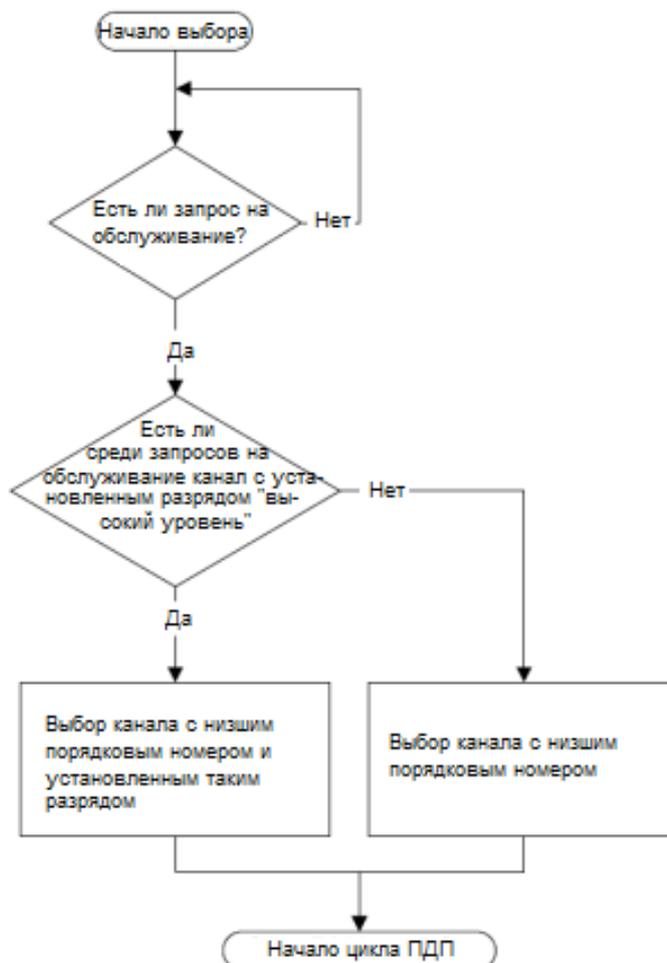 Начало выбора
Есть ли запрос на
обслуживание?
Нет
Да
Есть ли
среди запросов на
обслуживание канал с уста-
новленным разрядом "вы-
сокий уровень"
Нет
Да
Выбор канала с низшим
порядковым номером и
установленным таким
разрядом
Выбор канала с низшим
порядковым номером
Начало цикла ПДП